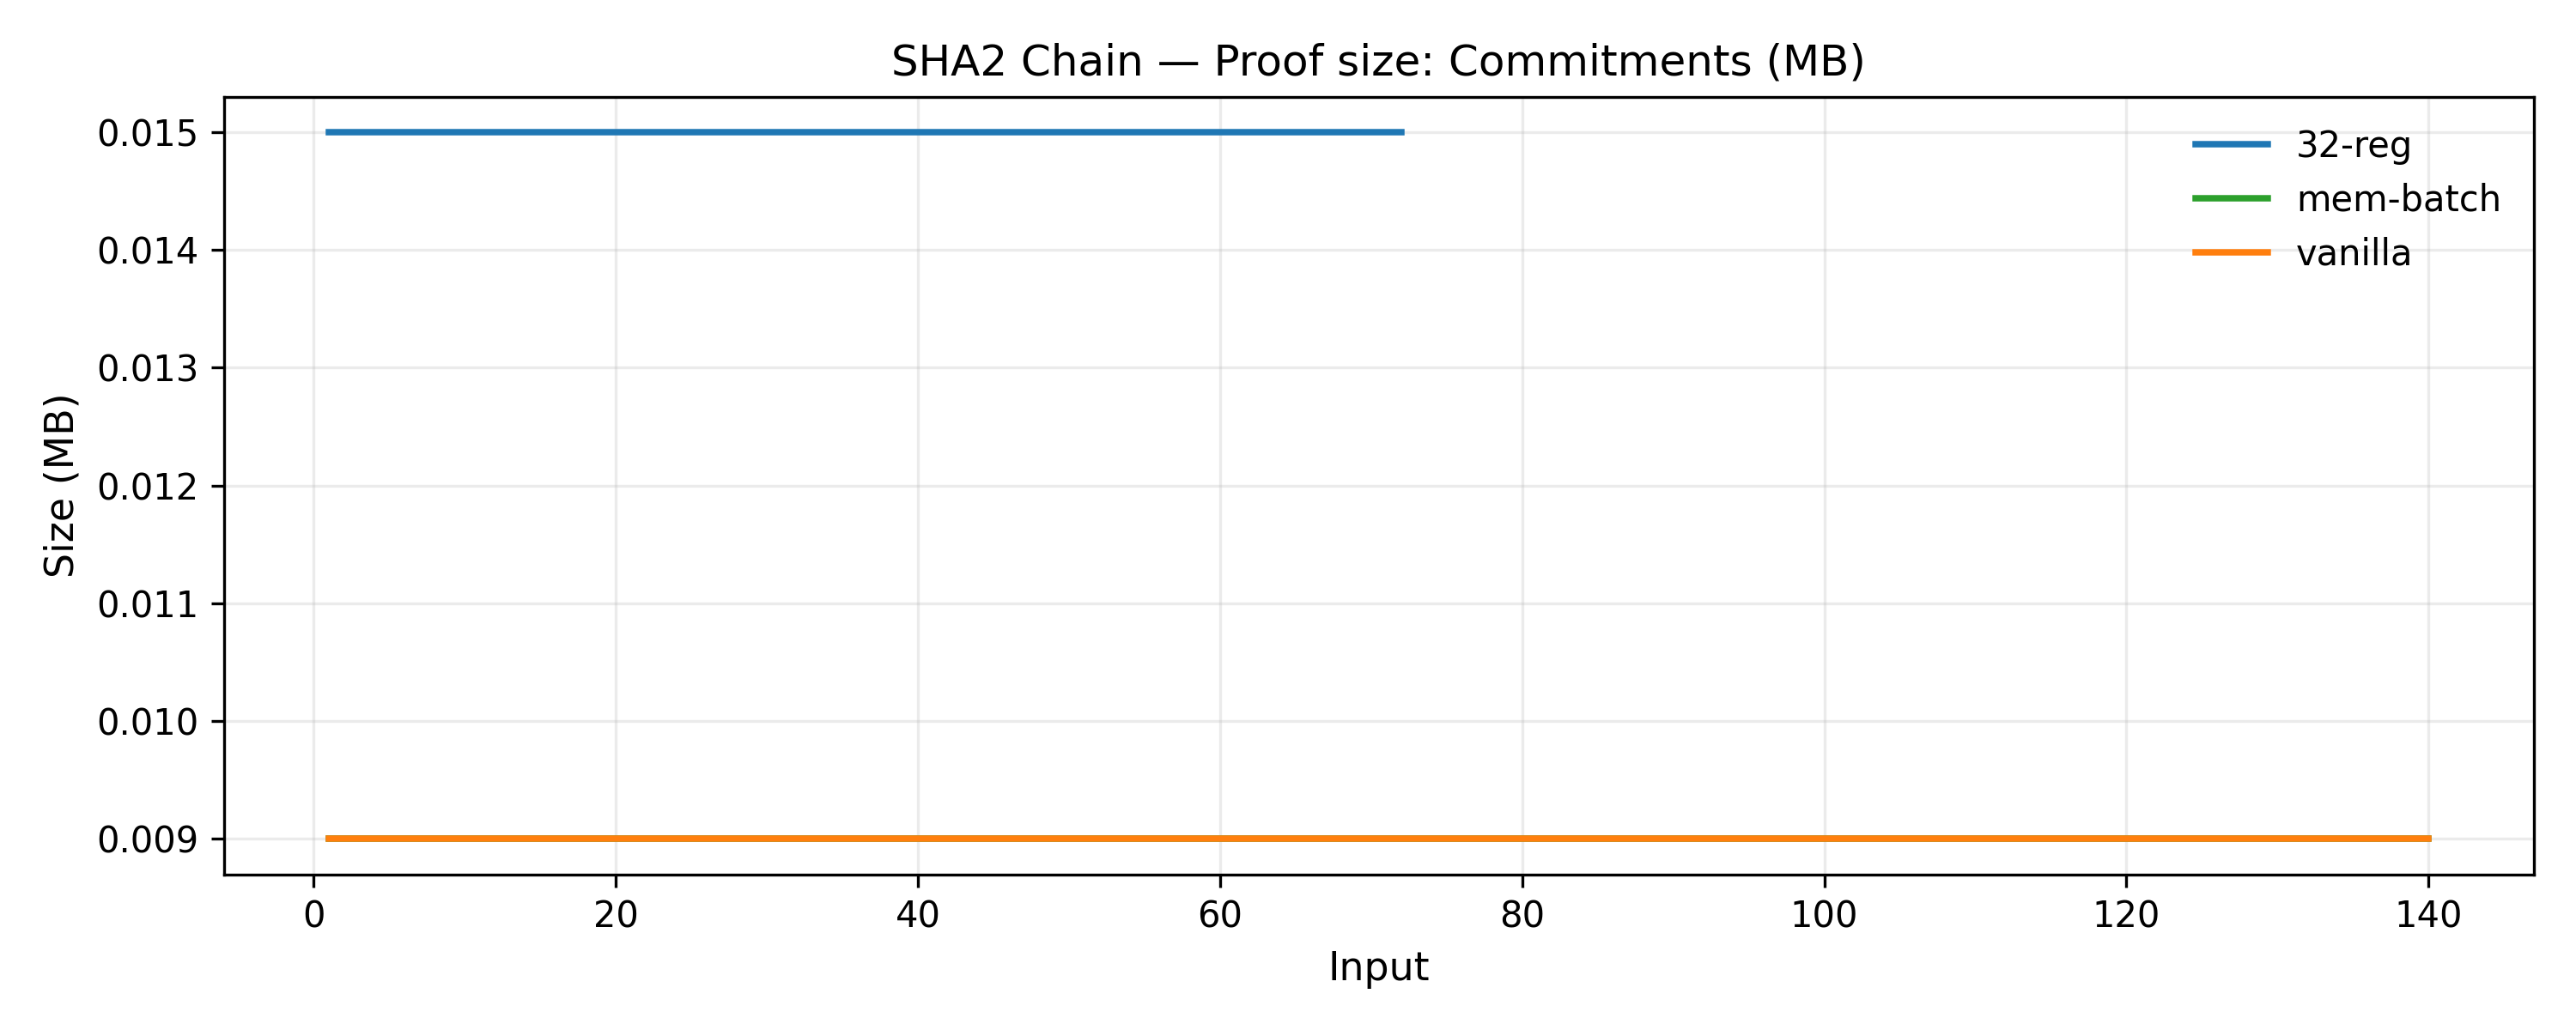 SHA2 Chain — Proof size: Commitments (MB)
0.015
0.014
0.013
0.012
0.011
0.010
0.009
Size (MB)
32-reg
mem-batch
vanilla
0 20 40 60 80 100 120 140
Input